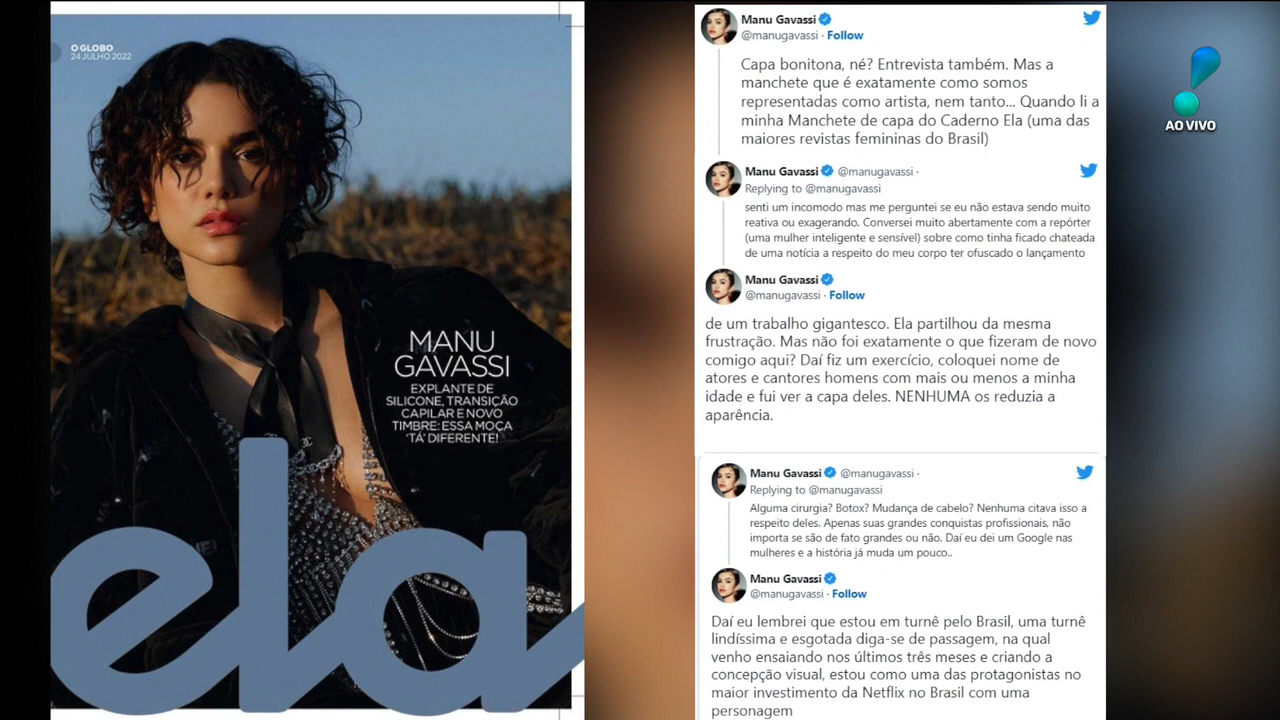 O GLOBO
24 JULHO 2022
MANU
GAVASSI
EXPLANTE DE
SILICONE, TRANSIÇÃO
CAPILAR E NOVO
TIMBRE: ESSA MOÇA
'TÁ' DIFERENTE!
ela
Manu Gavassi
@manugavassi · Follow
Capa bonitona, né? Entrevista também. Mas a
manchete que é exatamente como somos
representadas como artista, nem tanto... Quando li a
minha Manchete de capa do Caderno Ela (uma das
maiores revistas femininas do Brasil)
Manu Gavassi @manugavassi ·
Replying to @manugavassi
senti um incomodo mas me perguntei se eu não estava sendo muito
reativa ou exagerando. Conversei muito abertamente com a repórter
(uma mulher inteligente e sensível) sobre como tinha ficado chateada
de uma notícia a respeito do meu corpo ter ofuscado o lançamento
Manu Gavassi
@manugavassi · Follow
de um trabalho gigantesco. Ela partilhou da mesma
frustração. Mas não foi exatamente o que fizeram de novo
comigo aqui? Daí fiz um exercício, coloquei nome de
atores e cantores homens com mais ou menos a minha
idade e fui ver a capa deles. NENHUMA os reduzia a
aparência.
Manu Gavassi @manugavassi ·
Replying to @manugavassi
Alguma cirurgia? Botox? Mudança de cabelo? Nenhuma citava isso a
respeito deles. Apenas suas grandes conquistas profissionais, não
importa se são de fato grandes ou não. Daí eu dei um Google nas
mulheres e a história já muda um pouco..
Manu Gavassi
@manugavassi · Follow
Daí eu lembrei que estou em turnê pelo Brasil, uma turnê
lindíssima e esgotada diga-se de passagem, na qual
venho ensaiando nos últimos três meses e criando a
concepção visual, estou como uma das protagonistas no
maior investimento da Netflix no Brasil com uma
personagem
AO VIVO